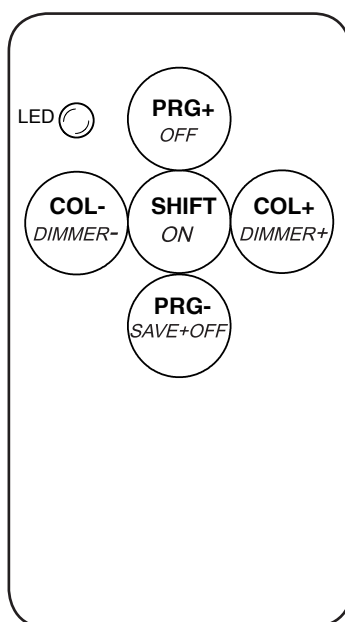 LED
PRG+
OFF
COL-
DIMMER-
SHIFT
ON
COL+
DIMMER+
PRG-
SAVE+OFF